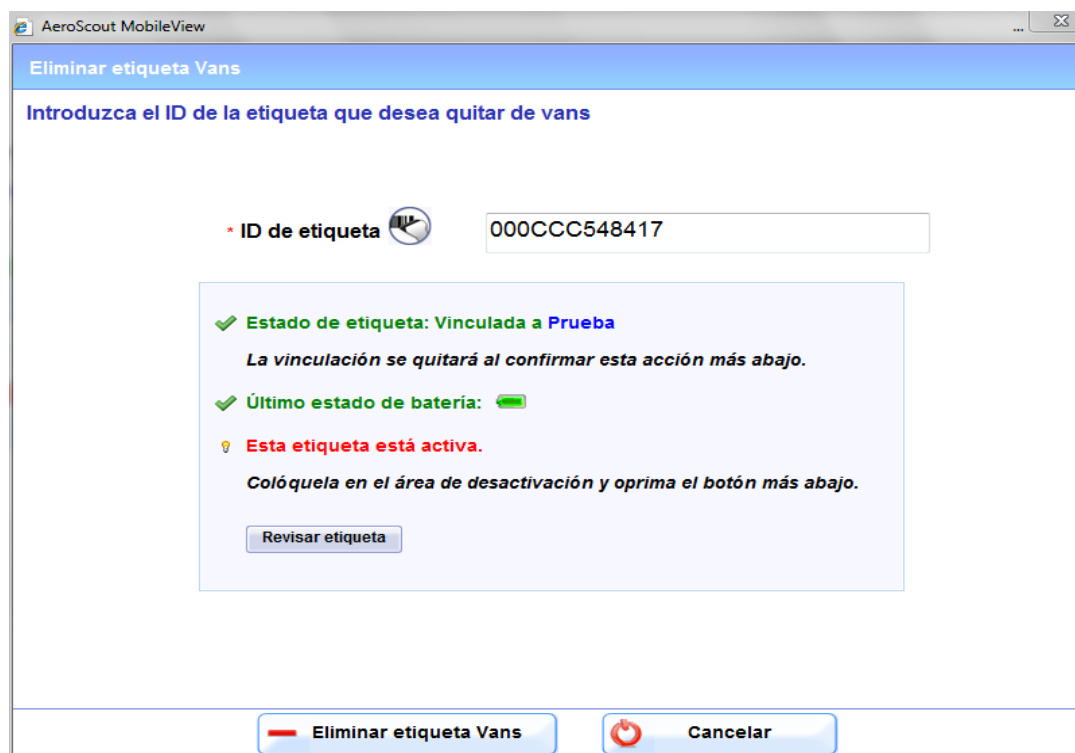 AeroScout MobileView
...
Eliminar etiqueta Vans
Introduzca el ID de la etiqueta que desea quitar de vans
* ID de etiqueta 000CCC548417
Estado de etiqueta: Vinculada a Prueba
La vinculación se quitará al confirmar esta acción más abajo.
Último estado de batería:
Esta etiqueta está activa.
Colóquela en el área de desactivación y oprima el botón más abajo.
Revisar etiqueta
Eliminar etiqueta Vans Cancelar